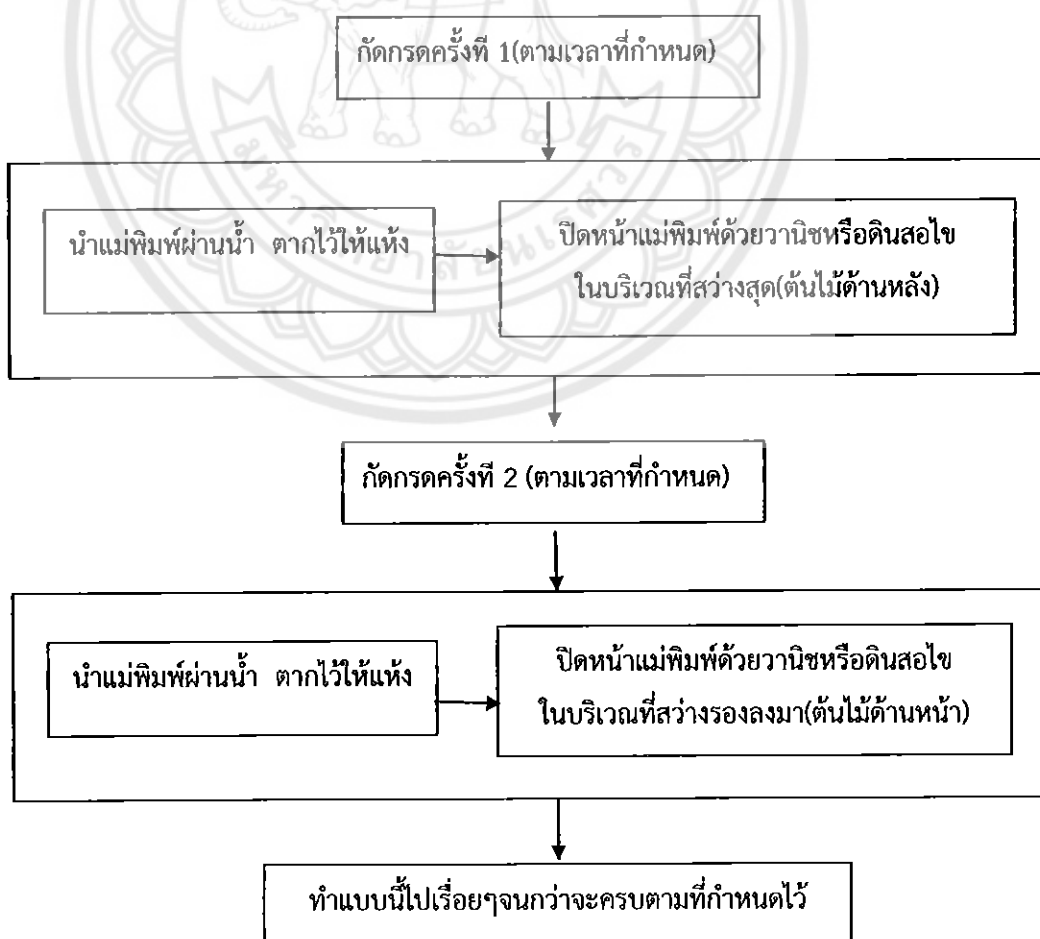 กัดกรดครั้งที 1(ตามเวลาที่กำหนด)
นำแม่พิมพ์ผ่านน้ำ ตากไว้ให้แห้ง
ปิดหน้าแม่พิมพ์ด้วยวานิชหรือดินสอไข
ในบริเวณที่สว่างสุด(ต้นไม้ด้านหลัง)
กัดกรดครั้งที 2 (ตามเวลาที่กำหนด)
นำแม่พิมพ์ผ่านน้ำ ตากไว้ให้แห้ง
ปิดหน้าแม่พิมพ์ด้วยวานิชหรือดินสอไข
ในบริเวณที่สว่างรองลงมา(ต้นไม้ด้านหน้า)
ทำแบบนี้ไปเรื่อยๆจนกว่าจะครบตามที่กำหนดไว้